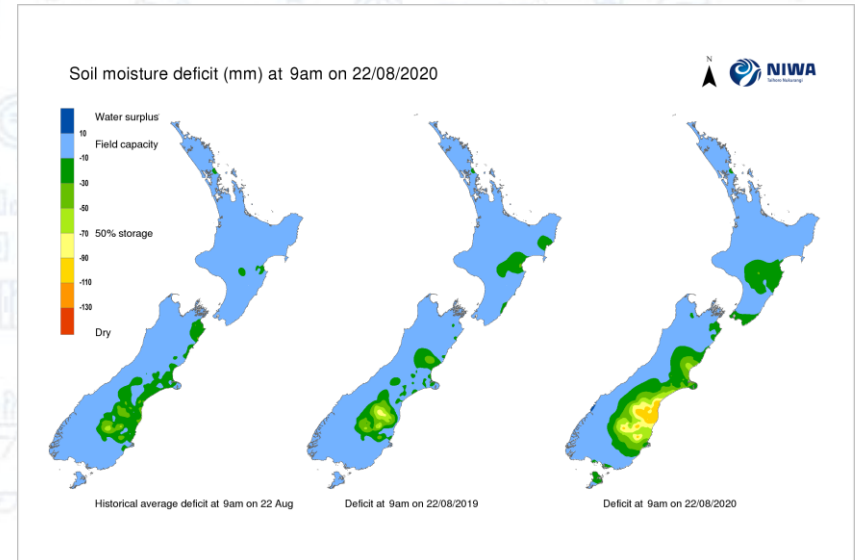 Soil moisture deficit (mm) at 9am on 22/08/2020
N
NIWA
Taihoro Nukurangi
Water surplus
10
Field capacity
-10
-30
-50
-70
50% storage
-90
-110
-130
Dry
Historical average deficit at 9am on 22 Aug
Deficit at 9am on 22/08/2019
Deficit at 9am on 22/08/2020